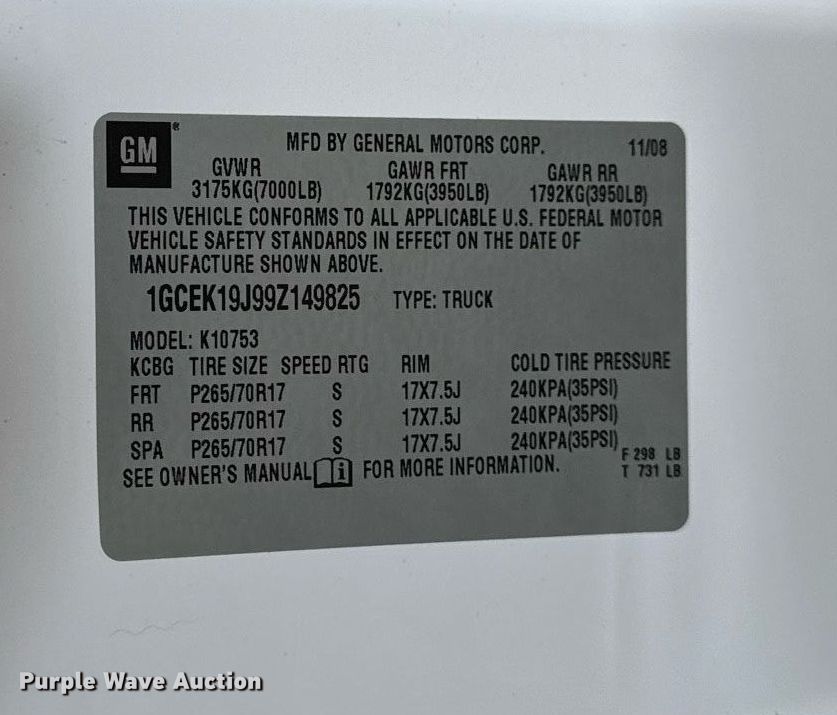 GM®
MFD BY GENERAL MOTORS CORP. 11/08
GVWR GAWR FRT GAWR RR
3175KG(7000LB) 1792KG(3950LB) 1792KG(3950LB)
THIS VEHICLE CONFORMS TO ALL APPLICABLE U.S. FEDERAL MOTOR
VEHICLE SAFETY STANDARDS IN EFFECT ON THE DATE OF
MANUFACTURE SHOWN ABOVE.
1GCEK19J99Z149825 TYPE: TRUCK
MODEL: K10753
KCBG TIRE SIZE SPEED RTG RIM COLD TIRE PRESSURE
FRT P265/70R17 S 17X7.5J 240KPA(35PSI)
RR P265/70R17 S 17X7.5J 240KPA(35PSI)
SPA P265/70R17 S 17X7.5J 240KPA(35PSI)
F 298 LB
T 731 LB
SEE OWNER'S MANUAL i FOR MORE INFORMATION.
Purple Wave Auction